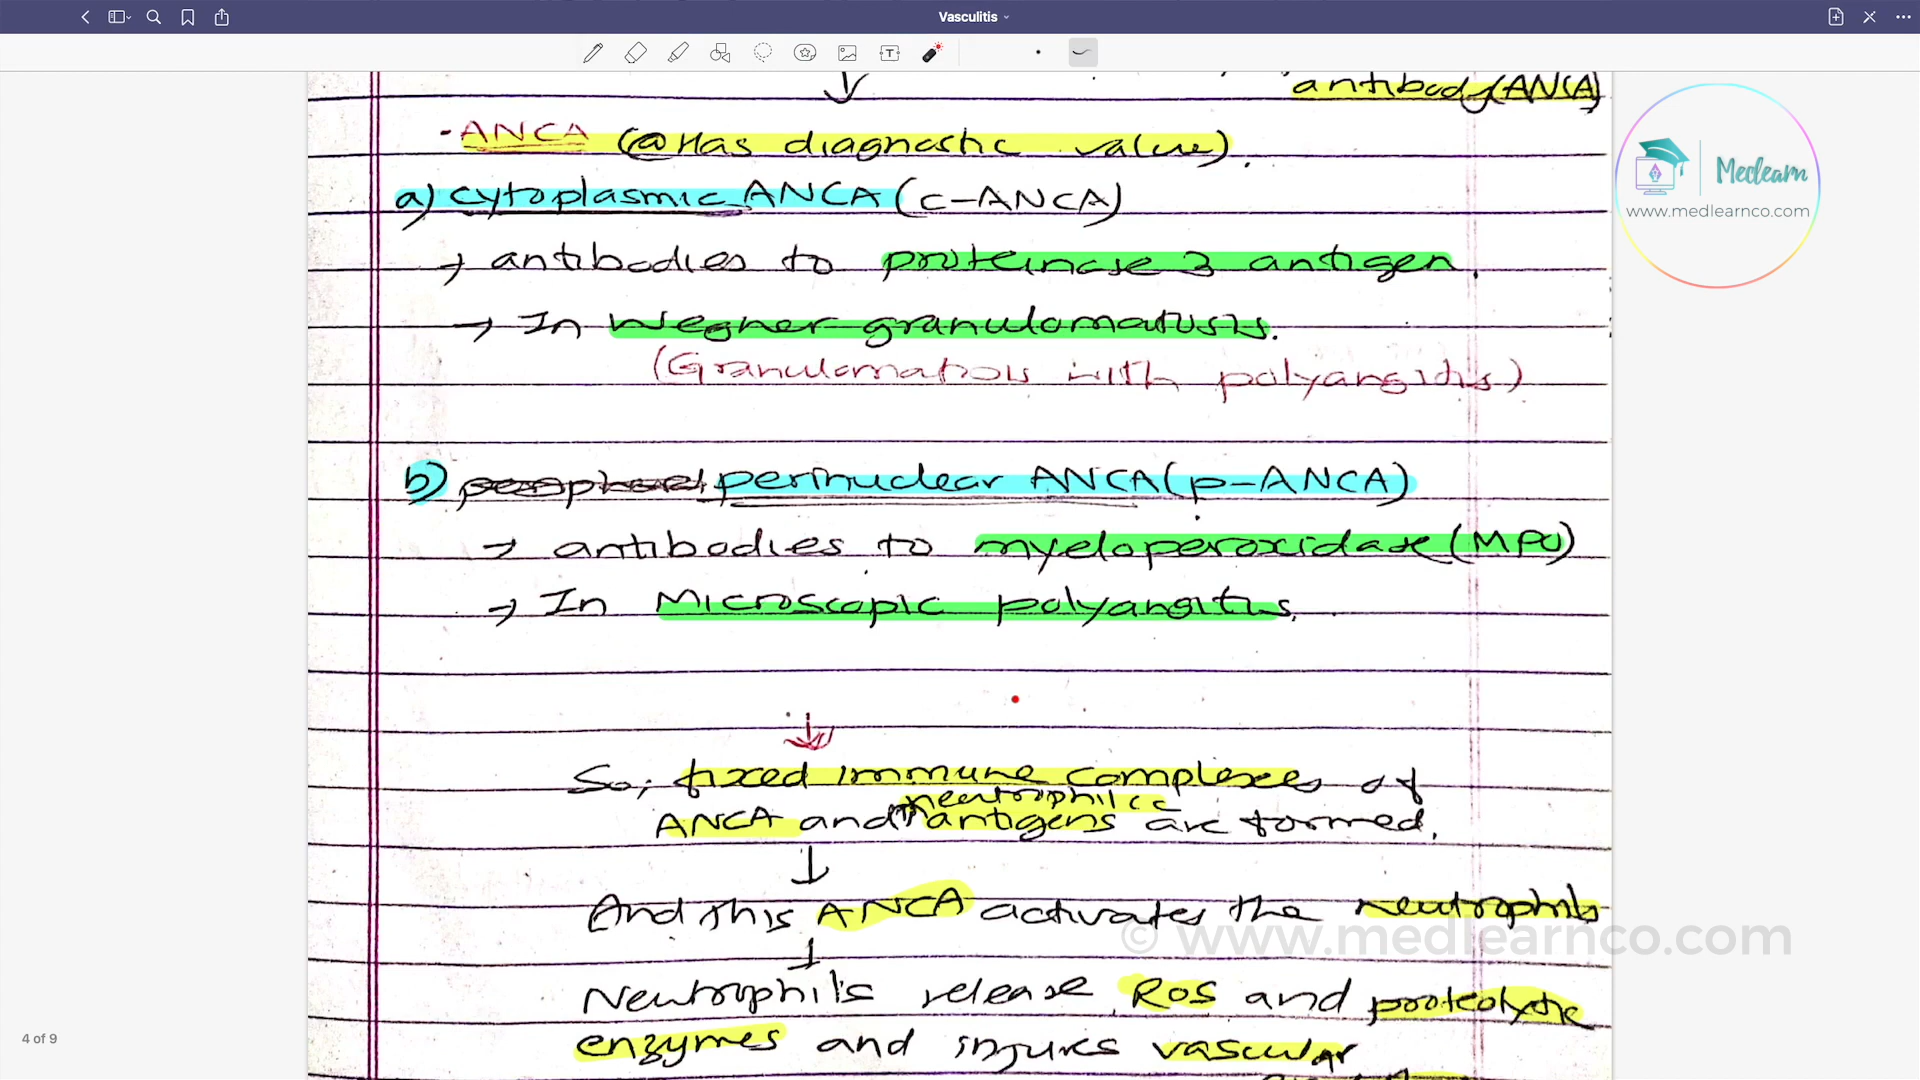 Vasculitis
antibody (ANCA)
- ANCA (@Has diagnostic value).
a) cytoplasmic ANCA (c-ANCA)
→ antibodies to proteinase 3 antigen.
→ In Wegner granulomatosis.
(Granulomatosis with polyangitis)
b) perinuclear ANCA (p-ANCA)
→ antibodies to myeloperoxidase (MPO)
→ In Microscopic polyangitis.
So, fixed immune complexes of
neutrophilic
ANCA and antigens are formed.
And this ANCA activates the neutrophils
Neutrophils release ROS and proteolytic
enzymes and injures vascular
Medlearn
www.medlearnco.com
© www.medlearnco.com
4 of 9